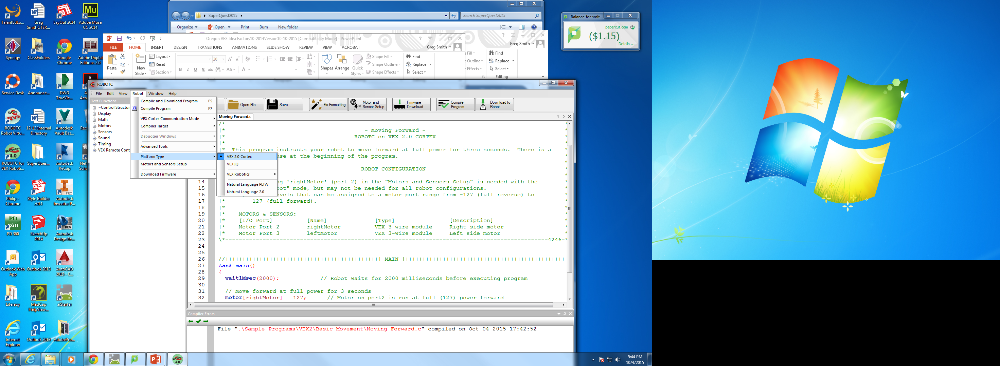 TalentEdLo...
Greg
SmithCTER...
LayOut 2014
Adobe Muse
CC 2014
Synergy
ClassFolders
Google
Chrome
Adobe Digital
Editions 2.0
Service Desk
Announce...
DWG
TrueVie...
ROBOTC
Robot Virtu...
12-13 Internal
Directory
Autodesk
Vault Bas...
ROBOTC for
VEX Roboti...
SuperQues...
Autodesk
ReCap
Philip -
Chrome
Style Builder
2014
Autodesk
Inventor P...
PD 360
SketchUp
2014
Autodesk
Design Re...
Outlook Web
App
Outlook 2013
AutoCAD
2015 - E...
Literacy
MadCap
HelpView...
aiStarter
Internet
Explorer
Outlook 2013
AdobePro...
SuperQuest2015
Search SuperQuest2015
Organize
Open
Print
Burn
New folder
Balance for smit...
papercut.com
($1.15)
Details ...
Oregon VEX Idea Factory10-2014Version10-10-2015 [Compatibility Mode] - PowerPoint
FILE HOME INSERT DESIGN TRANSITIONS ANIMATIONS SLIDE SHOW REVIEW VIEW ACROBAT
Greg Smith
Greg Smith
Paste
New
Slide
Layout
Reset
Section
30
Shapes
Arrange
Quick
Styles
Shape Fill
Shape Outline
Shape Effects
Find
Replace
Select
Fill
Outline
Effects
Find
Replace
Select
Editing
ROBOTC
File Edit View Robot Window Help
Text Functions
~Control Structur
Display
Math
Motors
Sensors
Sound
Timing
VEX Remote Cont
Compile and Download Program F5
Compile Program F7
VEX Cortex Communication Mode
Compiler Target
Debugger Windows
Advanced Tools
Platform Type
Motors and Sensors Setup
Download Firmware
VEX 2.0 Cortex
VEX IQ
VEX Robotics
Natural Language PLTW
Natural Language 2.0
Open File
Save
Fix Formatting
Motor and
Sensor Setup
Firmware
Download
Compile
Program
Download to
Robot
Moving Forward.c
- Moving Forward -
ROBOTC on VEX 2.0 CORTEX
This program instructs your robot to move forward at full power for three seconds. There is a
use at the beginning of the program.
ROBOT CONFIGURATION
14 ng 'rightMotor' (port 2) in the "Motors and Sensors Setup" is needed with the
15 ot" mode, but may not be needed for all robot configurations.
16 evels that can be assigned to a motor port range from -127 (full reverse) to
17 |* 127 (full forward).
18 |*
19 |* MOTORS & SENSORS:
20 |* [I/O Port] [Name] [Type] [Description]
21 |* Motor Port 2 rightMotor VEX 3-wire module Right side motor
22 |* Motor Port 3 leftMotor VEX 3-wire module Left side motor
23 \*-----------------------------------------------4246-*
24
25
26 //+++++++++++++++++++++++++++++++++++++++++++++| MAIN |+++++++++++++++++++++++++++++++++++++++++++++++
27 task main()
28 {
29 wait1Msec(2000); // Robot waits for 2000 milliseconds before executing program
30
31 // Move forward at full power for 3 seconds
32 motor[rightMotor] = 127; // Motor on port2 is run at full (127) power forward
Compiler Errors
File ".\Sample Programs\VEX2\Basic Movement\Moving Forward.c" compiled on Oct 04 2015 17:42:52
5:44 PM
10/4/2015